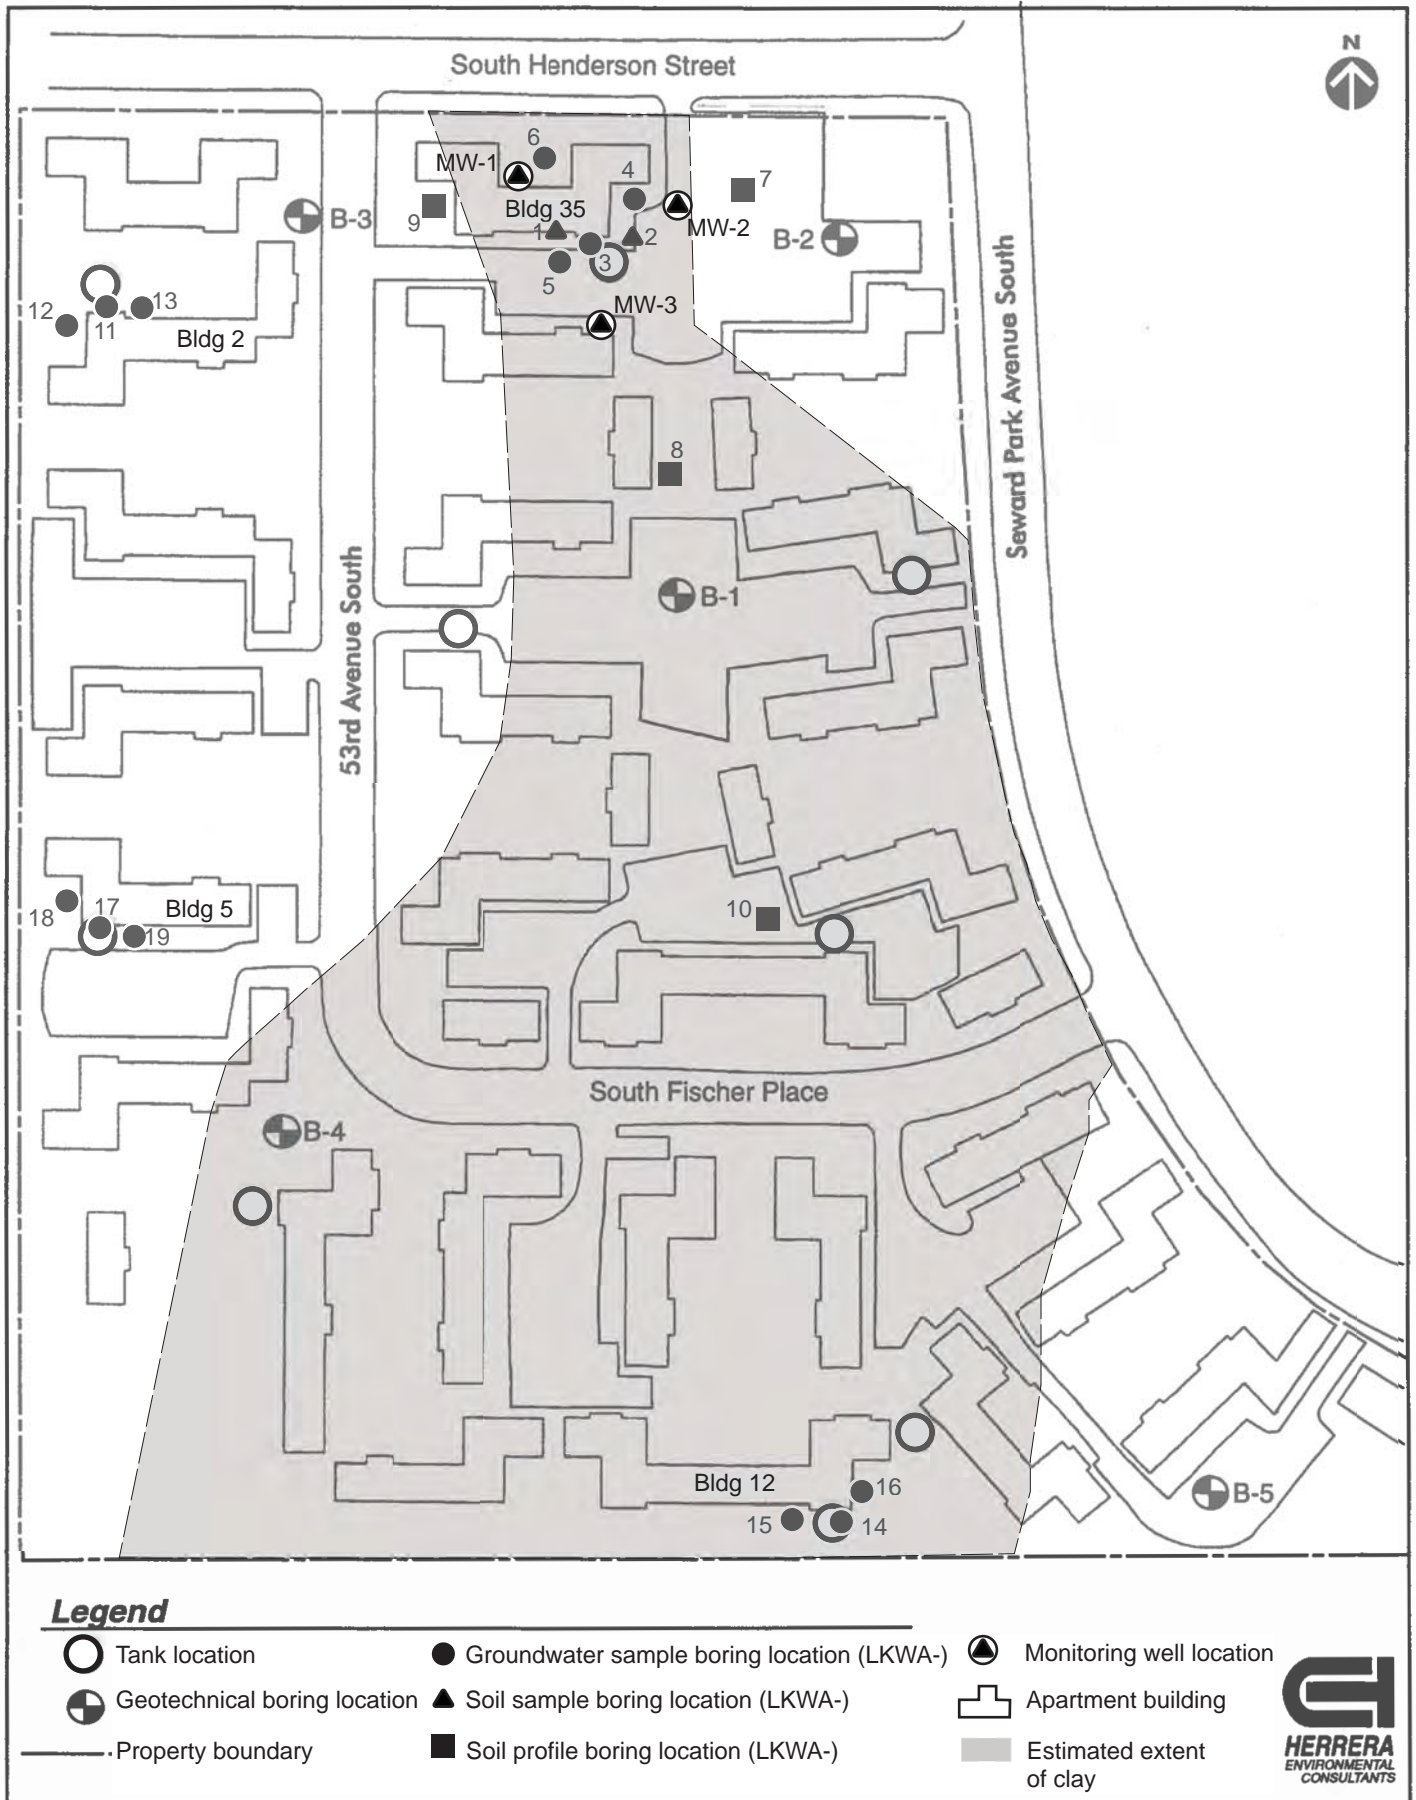 South Henderson Street
N
6
MW-1
4
7
9
Bldg 35
B-3
1
2
MW-2
B-2
3
5
12
11
13
MW-3
Bldg 2
Seward Park Avenue South
8
53rd Avenue South
B-1
18
17
Bldg 5
19
10
South Fischer Place
B-4
Bldg 12
16
15
14
B-5
Legend
Tank location
Groundwater sample boring location (LKWA-)
Monitoring well location
Geotechnical boring location
Soil sample boring location (LKWA-)
Apartment building
Property boundary
Soil profile boring location (LKWA-)
Estimated extent
of clay
HERRERA
ENVIRONMENTAL
CONSULTANTS